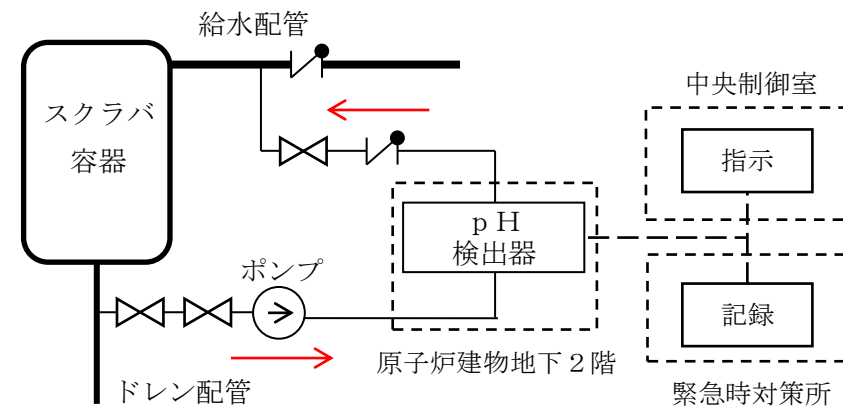 給水配管
中央制御室
スクラバ
容器
指示
ｐＨ
検出器
ポンプ
記録
原子炉建物地下２階
ドレン配管
緊急時対策所